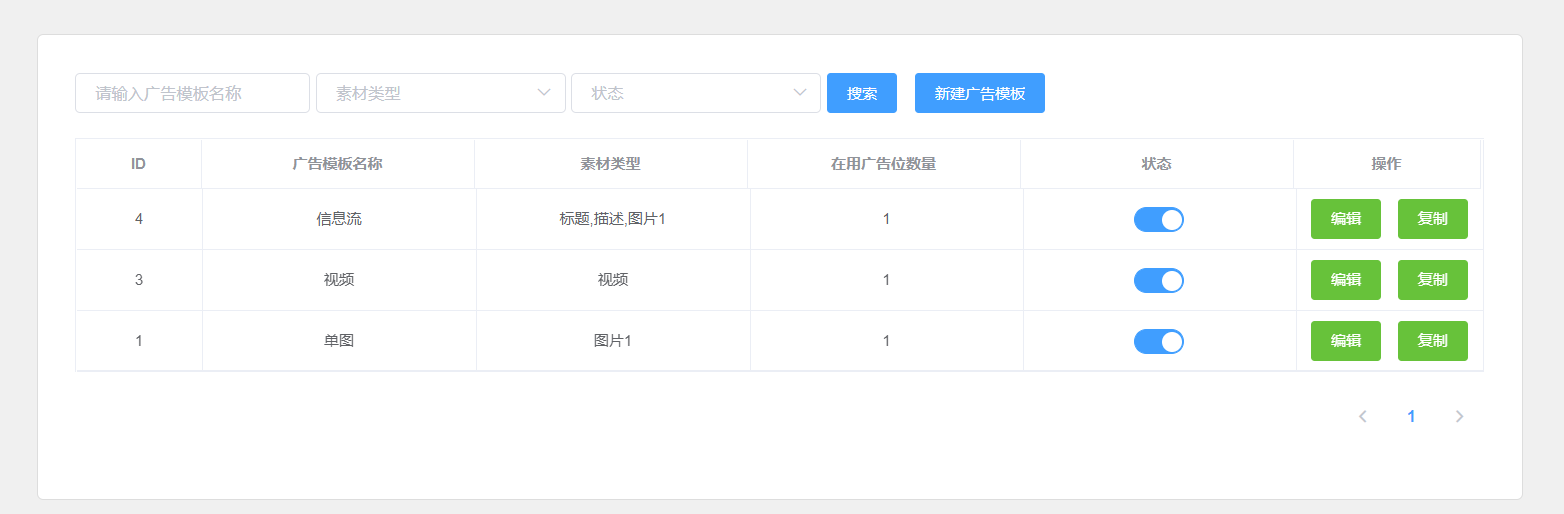 请输入广告模板名称 素材类型 状态 搜索 新建广告模板
ID 广告模板名称 素材类型 在用广告位数量 状态 操作
4 信息流 标题,描述,图片1 1 编辑 复制
3 视频 视频 1 编辑 复制
1 单图 图片1 1 编辑 复制
1